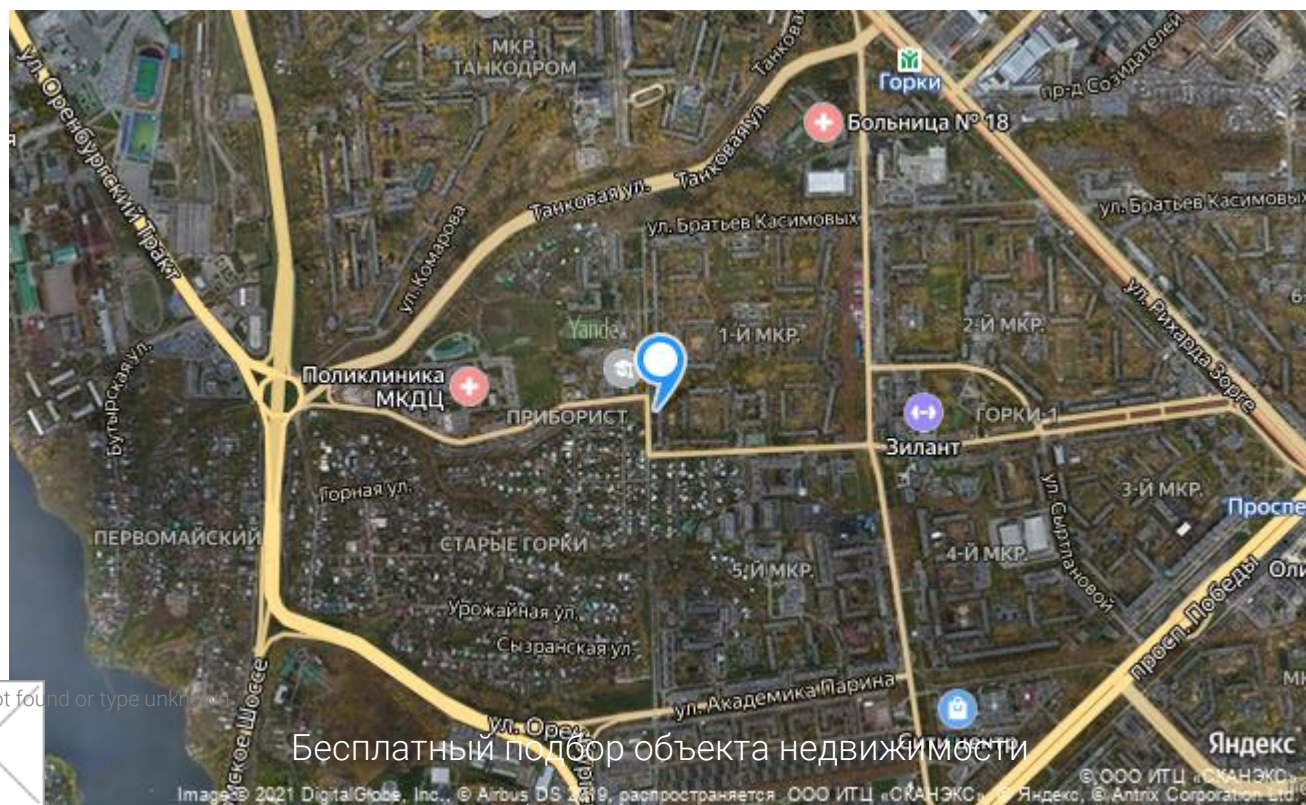 ул. Оренбургский Тракт
МКР.
ТАНКОДРОМ
Танковая ул.
Горки
пр-д Созидателей
Больница № 18
Танковая ул.
ул. Братьев Касимовых
ул. Братьев Касимовых
ул. Комарова
ул. Рихарда Зорге
1-Й МКР.
2-Й МКР.
Бутырская ул.
Поликлиника
МКДЦ
ПРИБОРИСТ
ГОРКИ-1
Зилант
Горная ул.
3-Й МКР.
ул. Сыртлановой
ПЕРВОМАЙСКИЙ
СТАРЫЕ ГОРКИ
5-Й МКР.
4-Й МКР.
просп. Победы
Урожайная ул.
Сызранская ул.
ул. Академика Парина
Бесплатный подбор объекта недвижимости
Яндекс